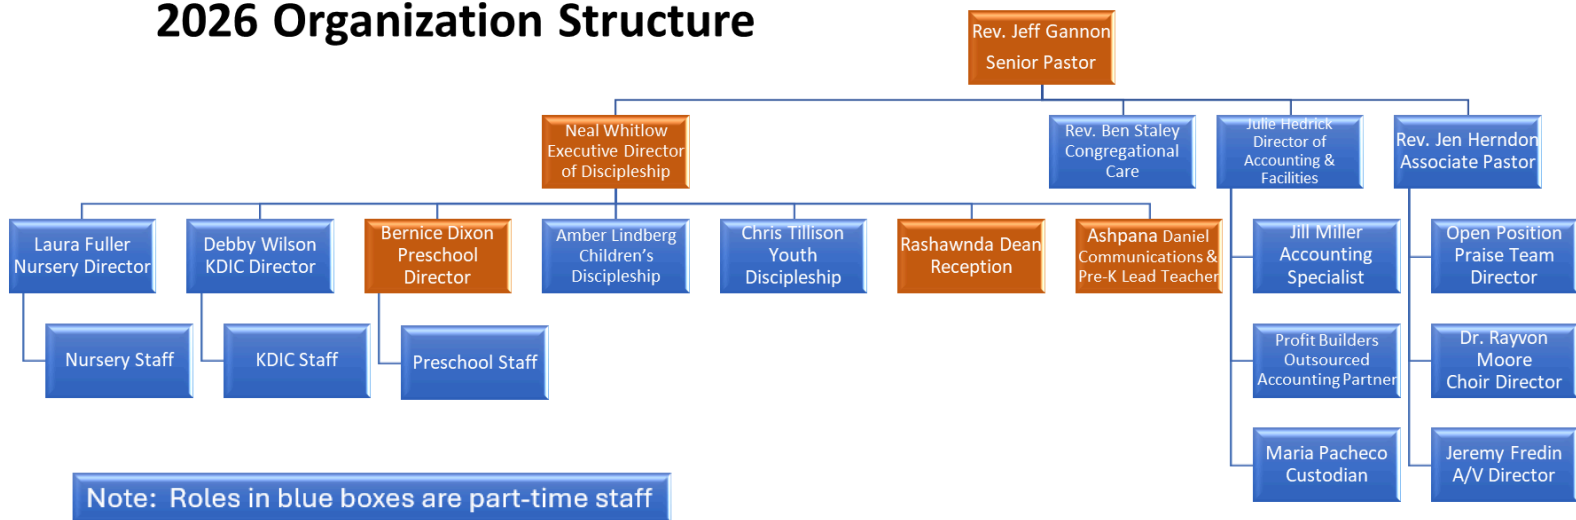 2026 Organization Structure
Rev. Jeff Gannon
Senior Pastor
Neal Whitlow
Executive Director
of Discipleship
Rev. Ben Staley
Congregational
Care
Julie Hedrick
Director of
Accounting &
Facilities
Rev. Jen Herndon
Associate Pastor
Laura Fuller
Nursery Director
Debby Wilson
KDIC Director
Bernice Dixon
Preschool
Director
Amber Lindberg
Children's
Discipleship
Chris Tillison
Youth
Discipleship
Rashawnda Dean
Reception
Ashpana Daniel
Communications &
Pre-K Lead Teacher
Jill Miller
Accounting
Specialist
Open Position
Praise Team
Director
Nursery Staff
KDIC Staff
Preschool Staff
Profit Builders
Outsourced
Accounting Partner
Dr. Rayvon
Moore
Choir Director
Maria Pacheco
Custodian
Jeremy Fredin
A/V Director
Note:  Roles in blue boxes are part-time staff